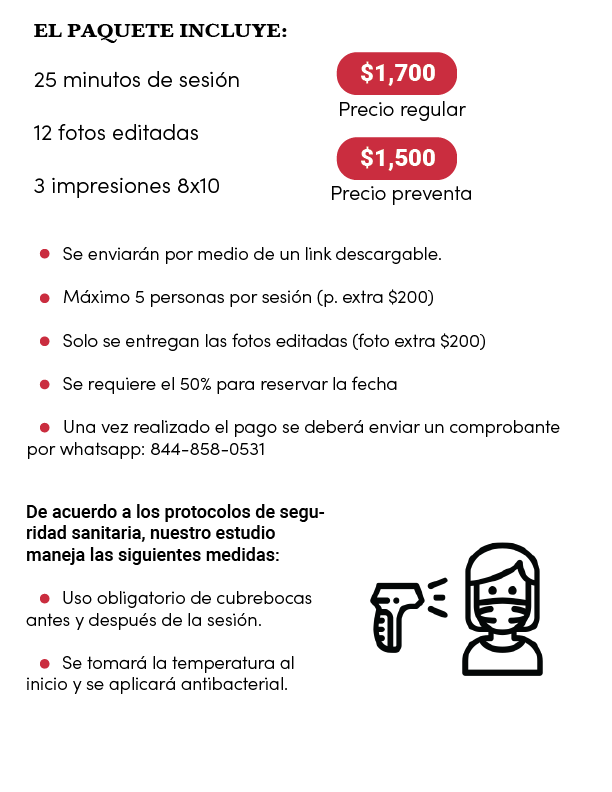 EL PAQUETE INCLUYE:
25 minutos de sesión
12 fotos editadas
3 impresiones 8x10
$1,700
Precio regular
$1,500
Precio preventa
Se enviarán por medio de un link descargable.
Máximo 5 personas por sesión (p. extra $200)
Solo se entregan las fotos editadas (foto extra $200)
Se requiere el 50% para reservar la fecha
Una vez realizado el pago se deberá enviar un comprobante
por whatsapp: 844-858-0531
De acuerdo a los protocolos de segu-
ridad sanitaria, nuestro estudio
maneja las siguientes medidas:
Uso obligatorio de cubrebocas
antes y después de la sesión.
Se tomará la temperatura al
inicio y se aplicará antibacterial.